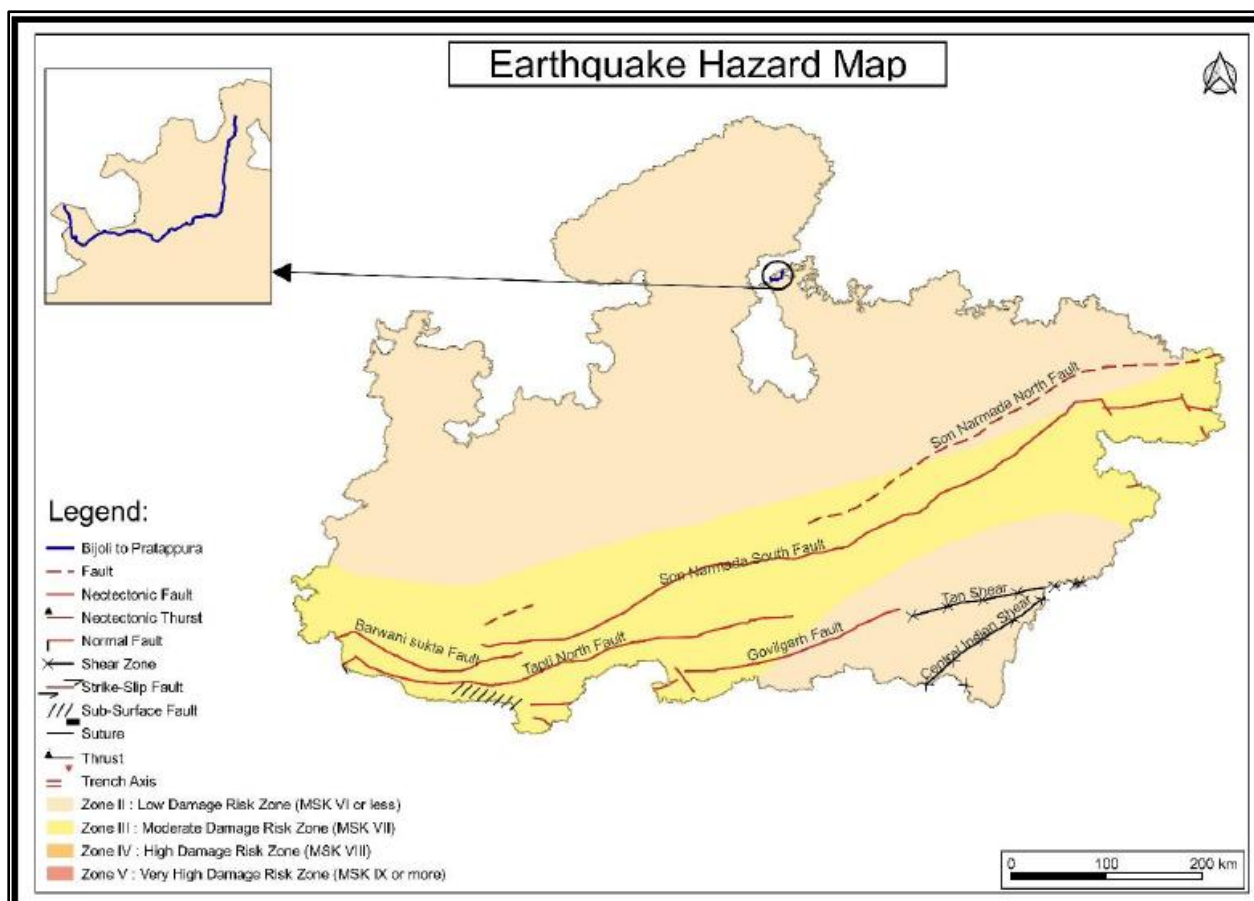 Earthquake Hazard Map
Son Narmada North Fault
Son Narmada South Fault
Barwani sukta Fault
Tapti North Fault
Govilgarh Fault
Tan Shear
Central Indian Shear
Legend:
Bijoli to Pratappura
Fault
Neotectonic Fault
Neotectonic Thurst
Normal Fault
Shear Zone
Strike-Slip Fault
Sub-Surface Fault
Suture
Thrust
Trench Axis
Zone II : Low Damage Risk Zone (MSK VI or less)
Zone III : Moderate Damage Risk Zone (MSK VII)
Zone IV : High Damage Risk Zone (MSK VIII)
Zone V : Very High Damage Risk Zone (MSK IX or more)
0 100 200 km